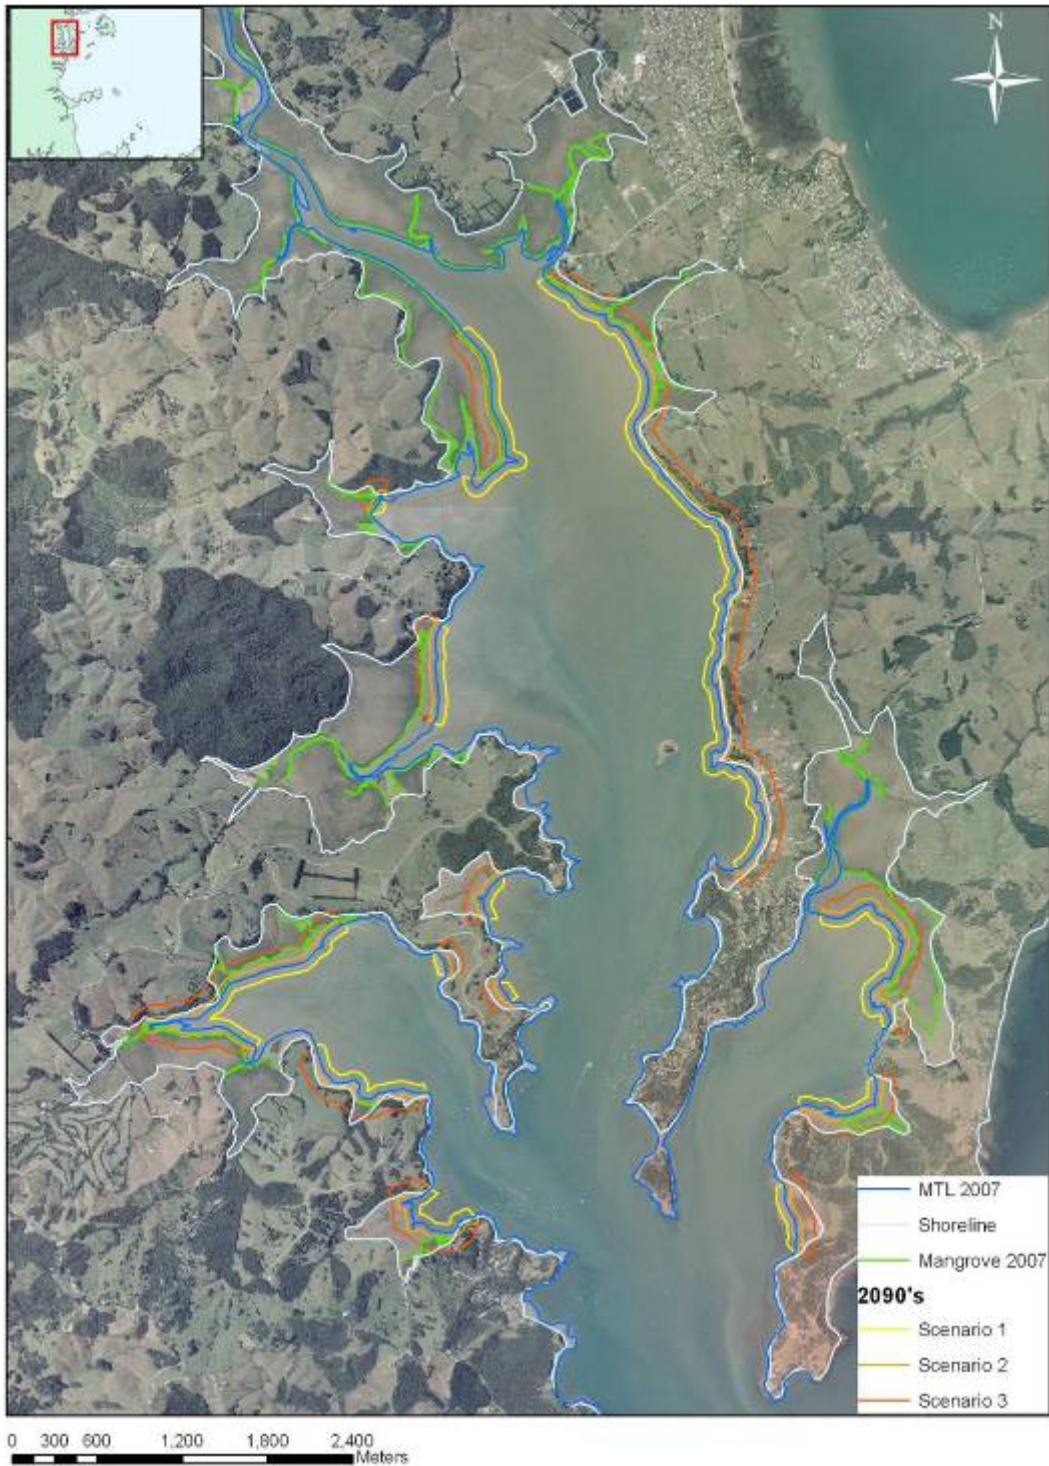 N
MTL 2007
Shoreline
Mangrove 2007
2090's
Scenario 1
Scenario 2
Scenario 3
0 300 600 1,200 1,800 2,400
Meters